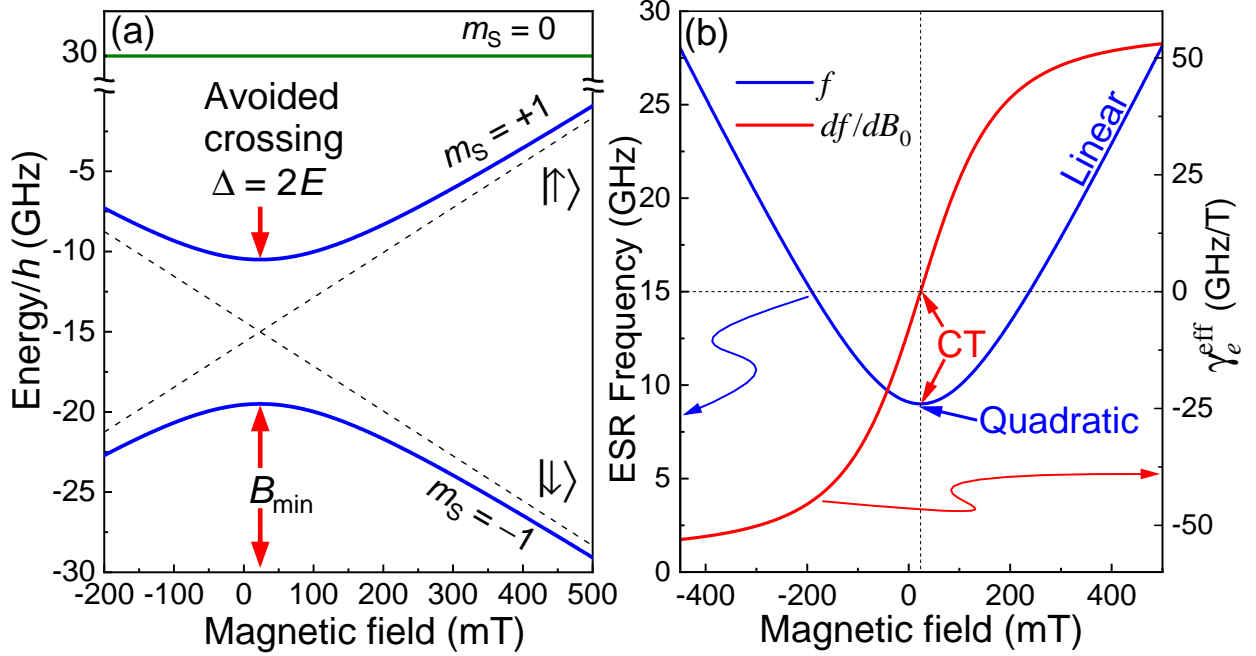 (a)
m_S = 0
Avoided
crossing
Δ = 2E
m_S = +1
|⇑⟩
B_min
m_S = −1
|⇓⟩
Energy/h (GHz)
30
-5
-10
-15
-20
-25
-30
-200 -100 0 100 200 300 400 500
Magnetic field (mT)
(b)
f
df/dB_0
Linear
CT
Quadratic
ESR Frequency (GHz)
30
25
20
15
10
5
0
-400 -200 0 200 400
Magnetic field (mT)
50
25
0
-25
-50
γ_e^eff (GHz/T)